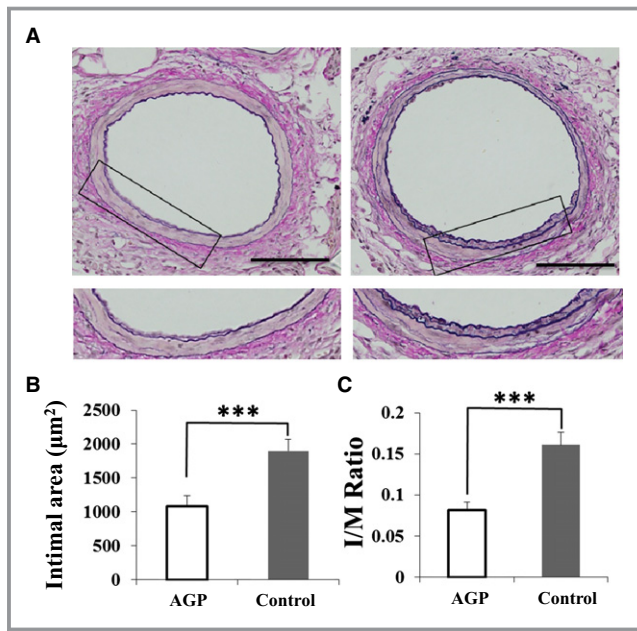 A
B
C
Intimal area (μm²)
2500
2000
1500
1000
500
0
***
AGP
Control
I/M Ratio
0.2
0.15
0.1
0.05
0
***
AGP
Control